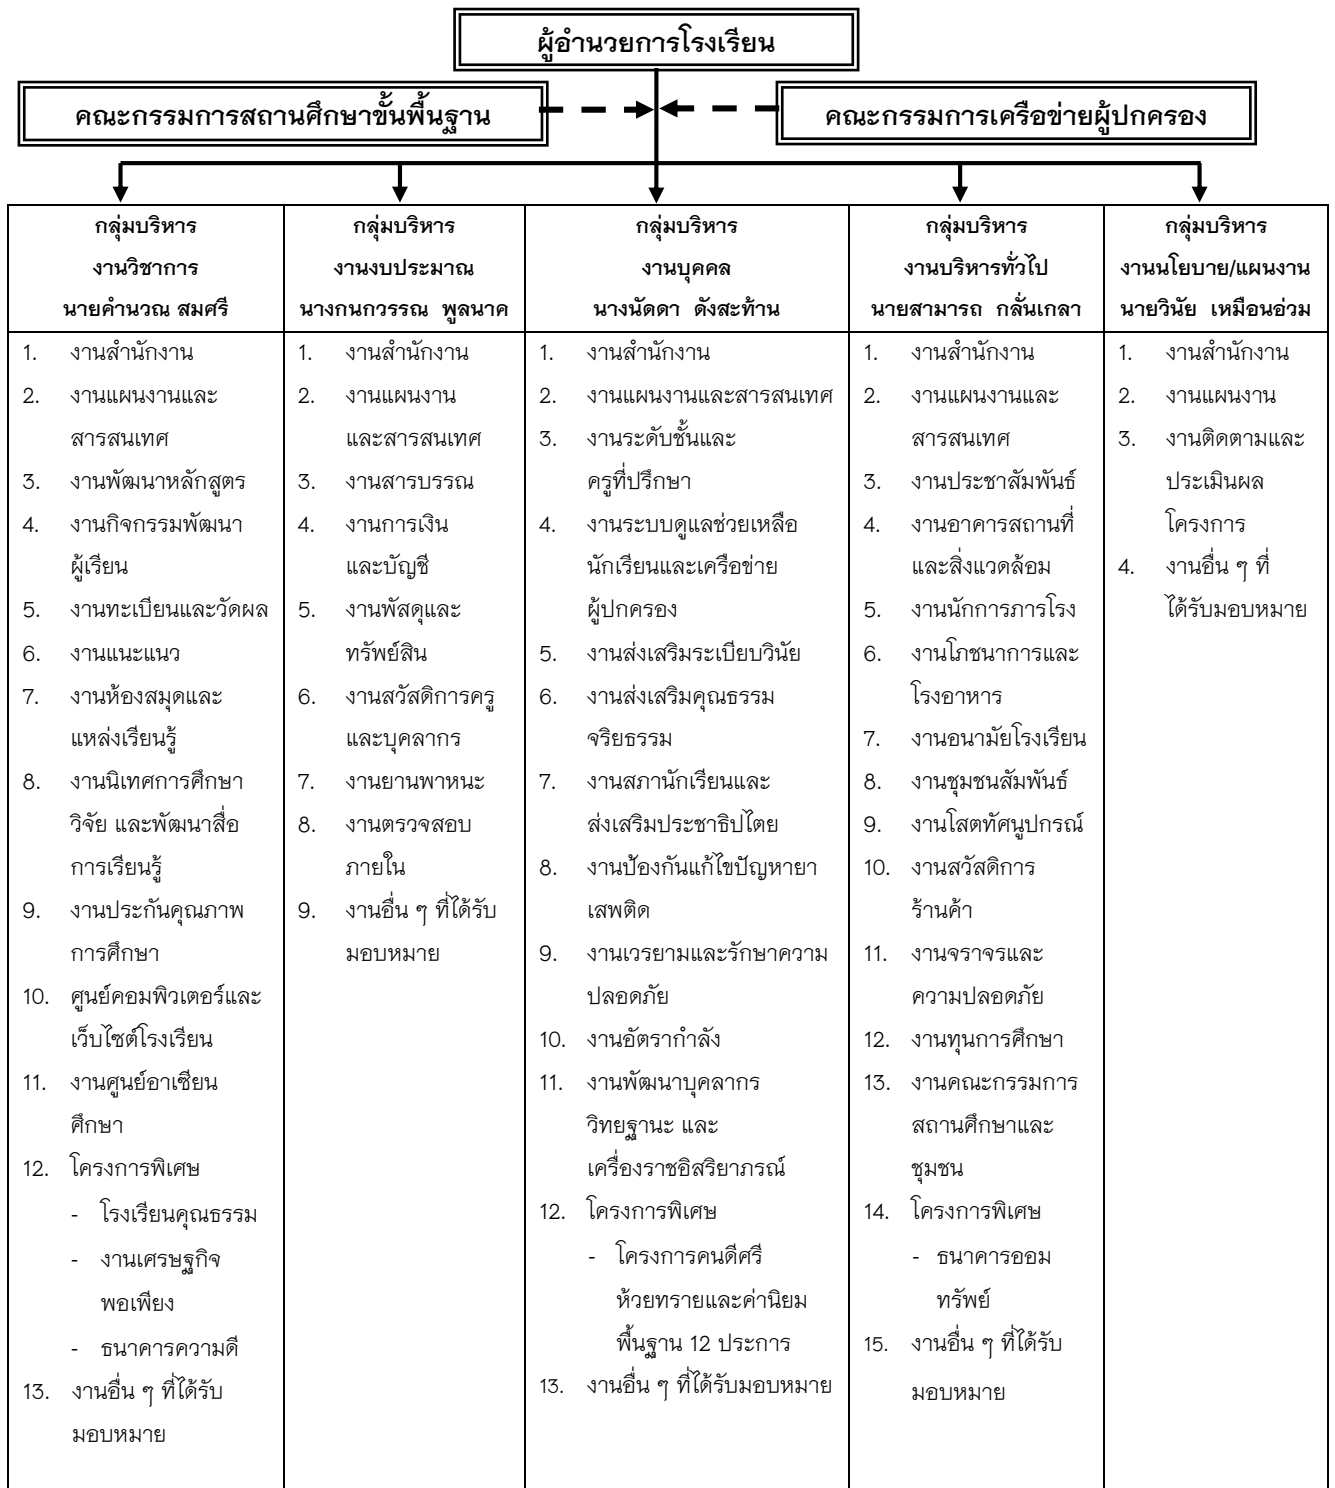 ผู้อำนวยการโรงเรียน
คณะกรรมการสถานศึกษาขั้นพื้นฐาน
คณะกรรมการเครือข่ายผู้ปกครอง
กลุ่มบริหาร
งานวิชาการ
นายคำนวณ สมศรี
1. งานสำนักงาน
2. งานแผนงานและ
สารสนเทศ
3. งานพัฒนาหลักสูตร
4. งานกิจกรรมพัฒนา
ผู้เรียน
5. งานทะเบียนและวัดผล
6. งานแนะแนว
7. งานห้องสมุดและ
แหล่งเรียนรู้
8. งานนิเทศการศึกษา
วิจัย และพัฒนาสื่อ
การเรียนรู้
9. งานประกันคุณภาพ
การศึกษา
10. ศูนย์คอมพิวเตอร์และ
เว็บไซต์โรงเรียน
11. งานศูนย์อาเซียน
ศึกษา
12. โครงการพิเศษ
- โรงเรียนคุณธรรม
- งานเศรษฐกิจ
พอเพียง
- ธนาคารความดี
13. งานอื่น ๆ ที่ได้รับ
มอบหมาย
กลุ่มบริหาร
งานงบประมาณ
นางกนกวรรณ พูลนาค
1. งานสำนักงาน
2. งานแผนงาน
และสารสนเทศ
3. งานสารบรรณ
4. งานการเงิน
และบัญชี
5. งานพัสดุและ
ทรัพย์สิน
6. งานสวัสดิการครู
และบุคลากร
7. งานยานพาหนะ
8. งานตรวจสอบ
ภายใน
9. งานอื่น ๆ ที่ได้รับ
มอบหมาย
กลุ่มบริหาร
งานบุคคล
นางนัดดา ดังสะท้าน
1. งานสำนักงาน
2. งานแผนงานและสารสนเทศ
3. งานระดับชั้นและ
ครูที่ปรึกษา
4. งานระบบดูแลช่วยเหลือ
นักเรียนและเครือข่าย
ผู้ปกครอง
5. งานส่งเสริมระเบียบวินัย
6. งานส่งเสริมคุณธรรม
จริยธรรม
7. งานสภานักเรียนและ
ส่งเสริมประชาธิปไตย
8. งานป้องกันแก้ไขปัญหายา
เสพติด
9. งานเวรยามและรักษาความ
ปลอดภัย
10. งานอัตรากำลัง
11. งานพัฒนาบุคลากร
วิทยฐานะ และ
เครื่องราชอิสริยาภรณ์
12. โครงการพิเศษ
- โครงการคนดีศรี
ห้วยทรายและค่านิยม
พื้นฐาน 12 ประการ
13. งานอื่น ๆ ที่ได้รับมอบหมาย
กลุ่มบริหาร
งานบริหารทั่วไป
นายสามารถ กลั่นเกลา
1. งานสำนักงาน
2. งานแผนงานและ
สารสนเทศ
3. งานประชาสัมพันธ์
4. งานอาคารสถานที่
และสิ่งแวดล้อม
5. งานนักการภารโรง
6. งานโภชนาการและ
โรงอาหาร
7. งานอนามัยโรงเรียน
8. งานชุมชนสัมพันธ์
9. งานโสตทัศนูปกรณ์
10. งานสวัสดิการ
ร้านค้า
11. งานจราจรและ
ความปลอดภัย
12. งานทุนการศึกษา
13. งานคณะกรรมการ
สถานศึกษาและ
ชุมชน
14. โครงการพิเศษ
- ธนาคารออม
ทรัพย์
15. งานอื่น ๆ ที่ได้รับ
มอบหมาย
กลุ่มบริหาร
งานนโยบาย/แผนงาน
นายวินัย เหมือนอ่วม
1. งานสำนักงาน
2. งานแผนงาน
3. งานติดตามและ
ประเมินผล
โครงการ
4. งานอื่น ๆ ที่
ได้รับมอบหมาย